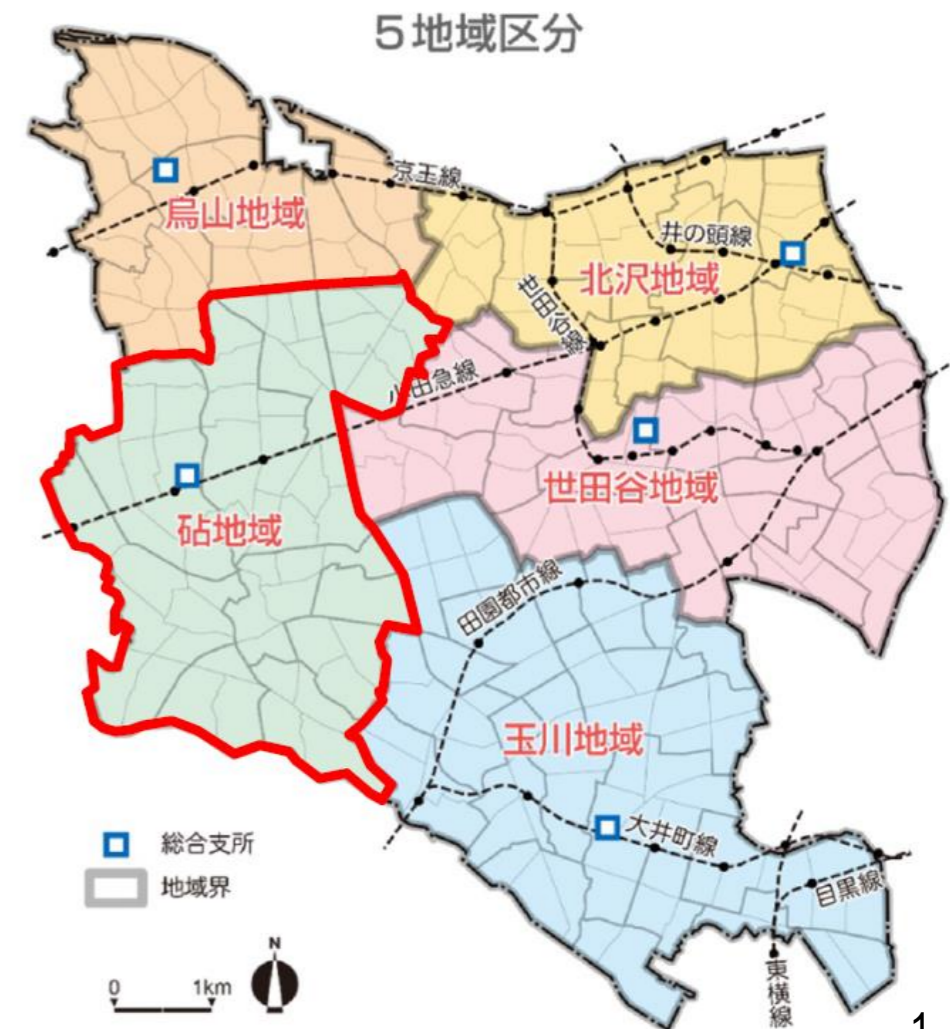 ５地域区分
京王線
烏山地域
井の頭線
北沢地域
世田谷線
小田急線
世田谷地域
砧地域
田園都市線
玉川地域
大井町線
目黒線
東横線
総合支所
地域界
N
0 1km
1